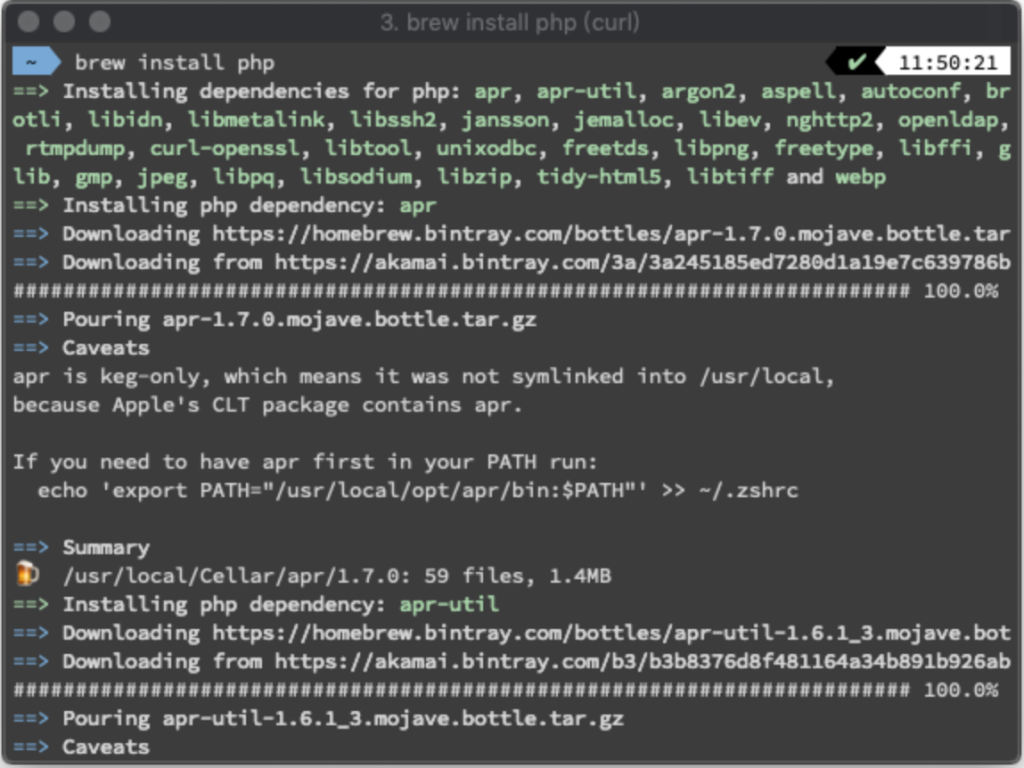 3. brew install php (curl)
~ brew install php ✔ 11:50:21
==> Installing dependencies for php: apr, apr-util, argon2, aspell, autoconf, br
otli, libidn, libmetalink, libssh2, jansson, jemalloc, libev, nghttp2, openldap,
 rtmpdump, curl-openssl, libtool, unixodbc, freetds, libpng, freetype, libffi, g
lib, gmp, jpeg, libpq, libsodium, libzip, tidy-html5, libtiff and webp
==> Installing php dependency: apr
==> Downloading https://homebrew.bintray.com/bottles/apr-1.7.0.mojave.bottle.tar
==> Downloading from https://akamai.bintray.com/3a/3a245185ed7280d1a19e7c639786b
######################################################################## 100.0%
==> Pouring apr-1.7.0.mojave.bottle.tar.gz
==> Caveats
apr is keg-only, which means it was not symlinked into /usr/local,
because Apple's CLT package contains apr.

If you need to have apr first in your PATH run:
  echo 'export PATH="/usr/local/opt/apr/bin:$PATH"' >> ~/.zshrc

==> Summary
🍺  /usr/local/Cellar/apr/1.7.0: 59 files, 1.4MB
==> Installing php dependency: apr-util
==> Downloading https://homebrew.bintray.com/bottles/apr-util-1.6.1_3.mojave.bot
==> Downloading from https://akamai.bintray.com/b3/b3b8376d8f481164a34b891b926ab
######################################################################## 100.0%
==> Pouring apr-util-1.6.1_3.mojave.bottle.tar.gz
==> Caveats